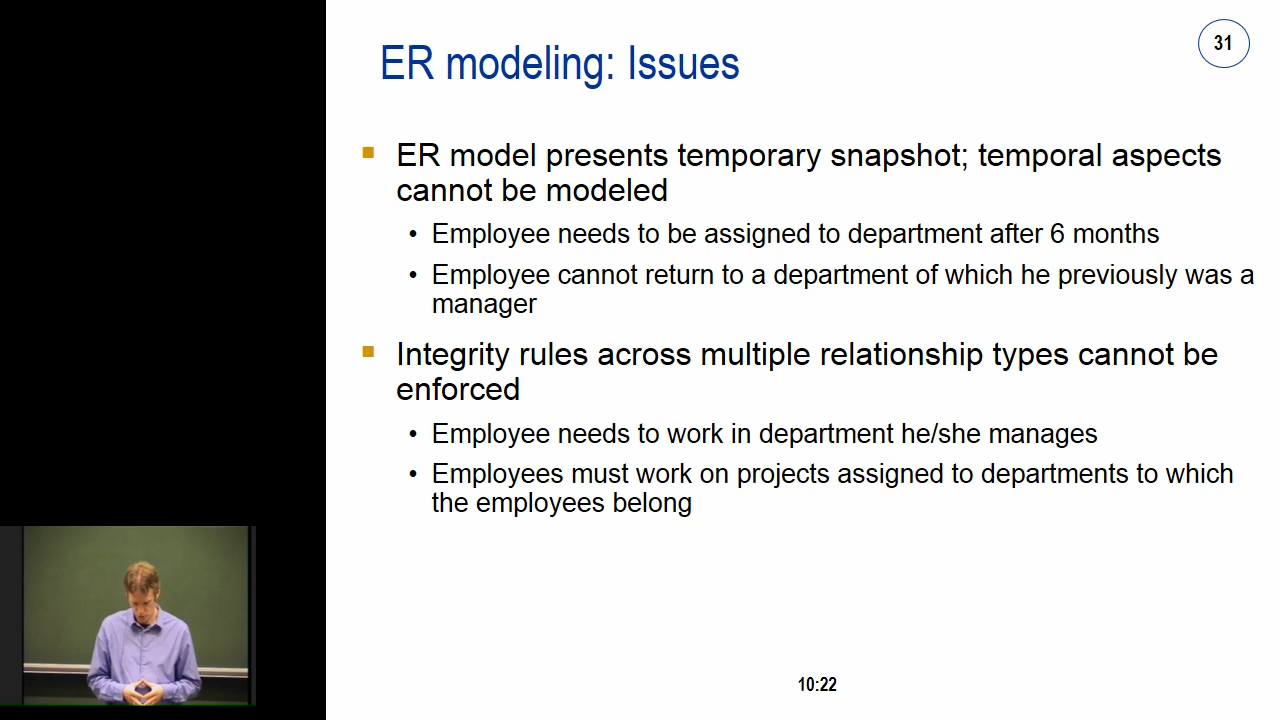 31
ER modeling: Issues
ER model presents temporary snapshot; temporal aspects
cannot be modeled
Employee needs to be assigned to department after 6 months
Employee cannot return to a department of which he previously was a
manager
Integrity rules across multiple relationship types cannot be
enforced
Employee needs to work in department he/she manages
Employees must work on projects assigned to departments to which
the employees belong
10:22